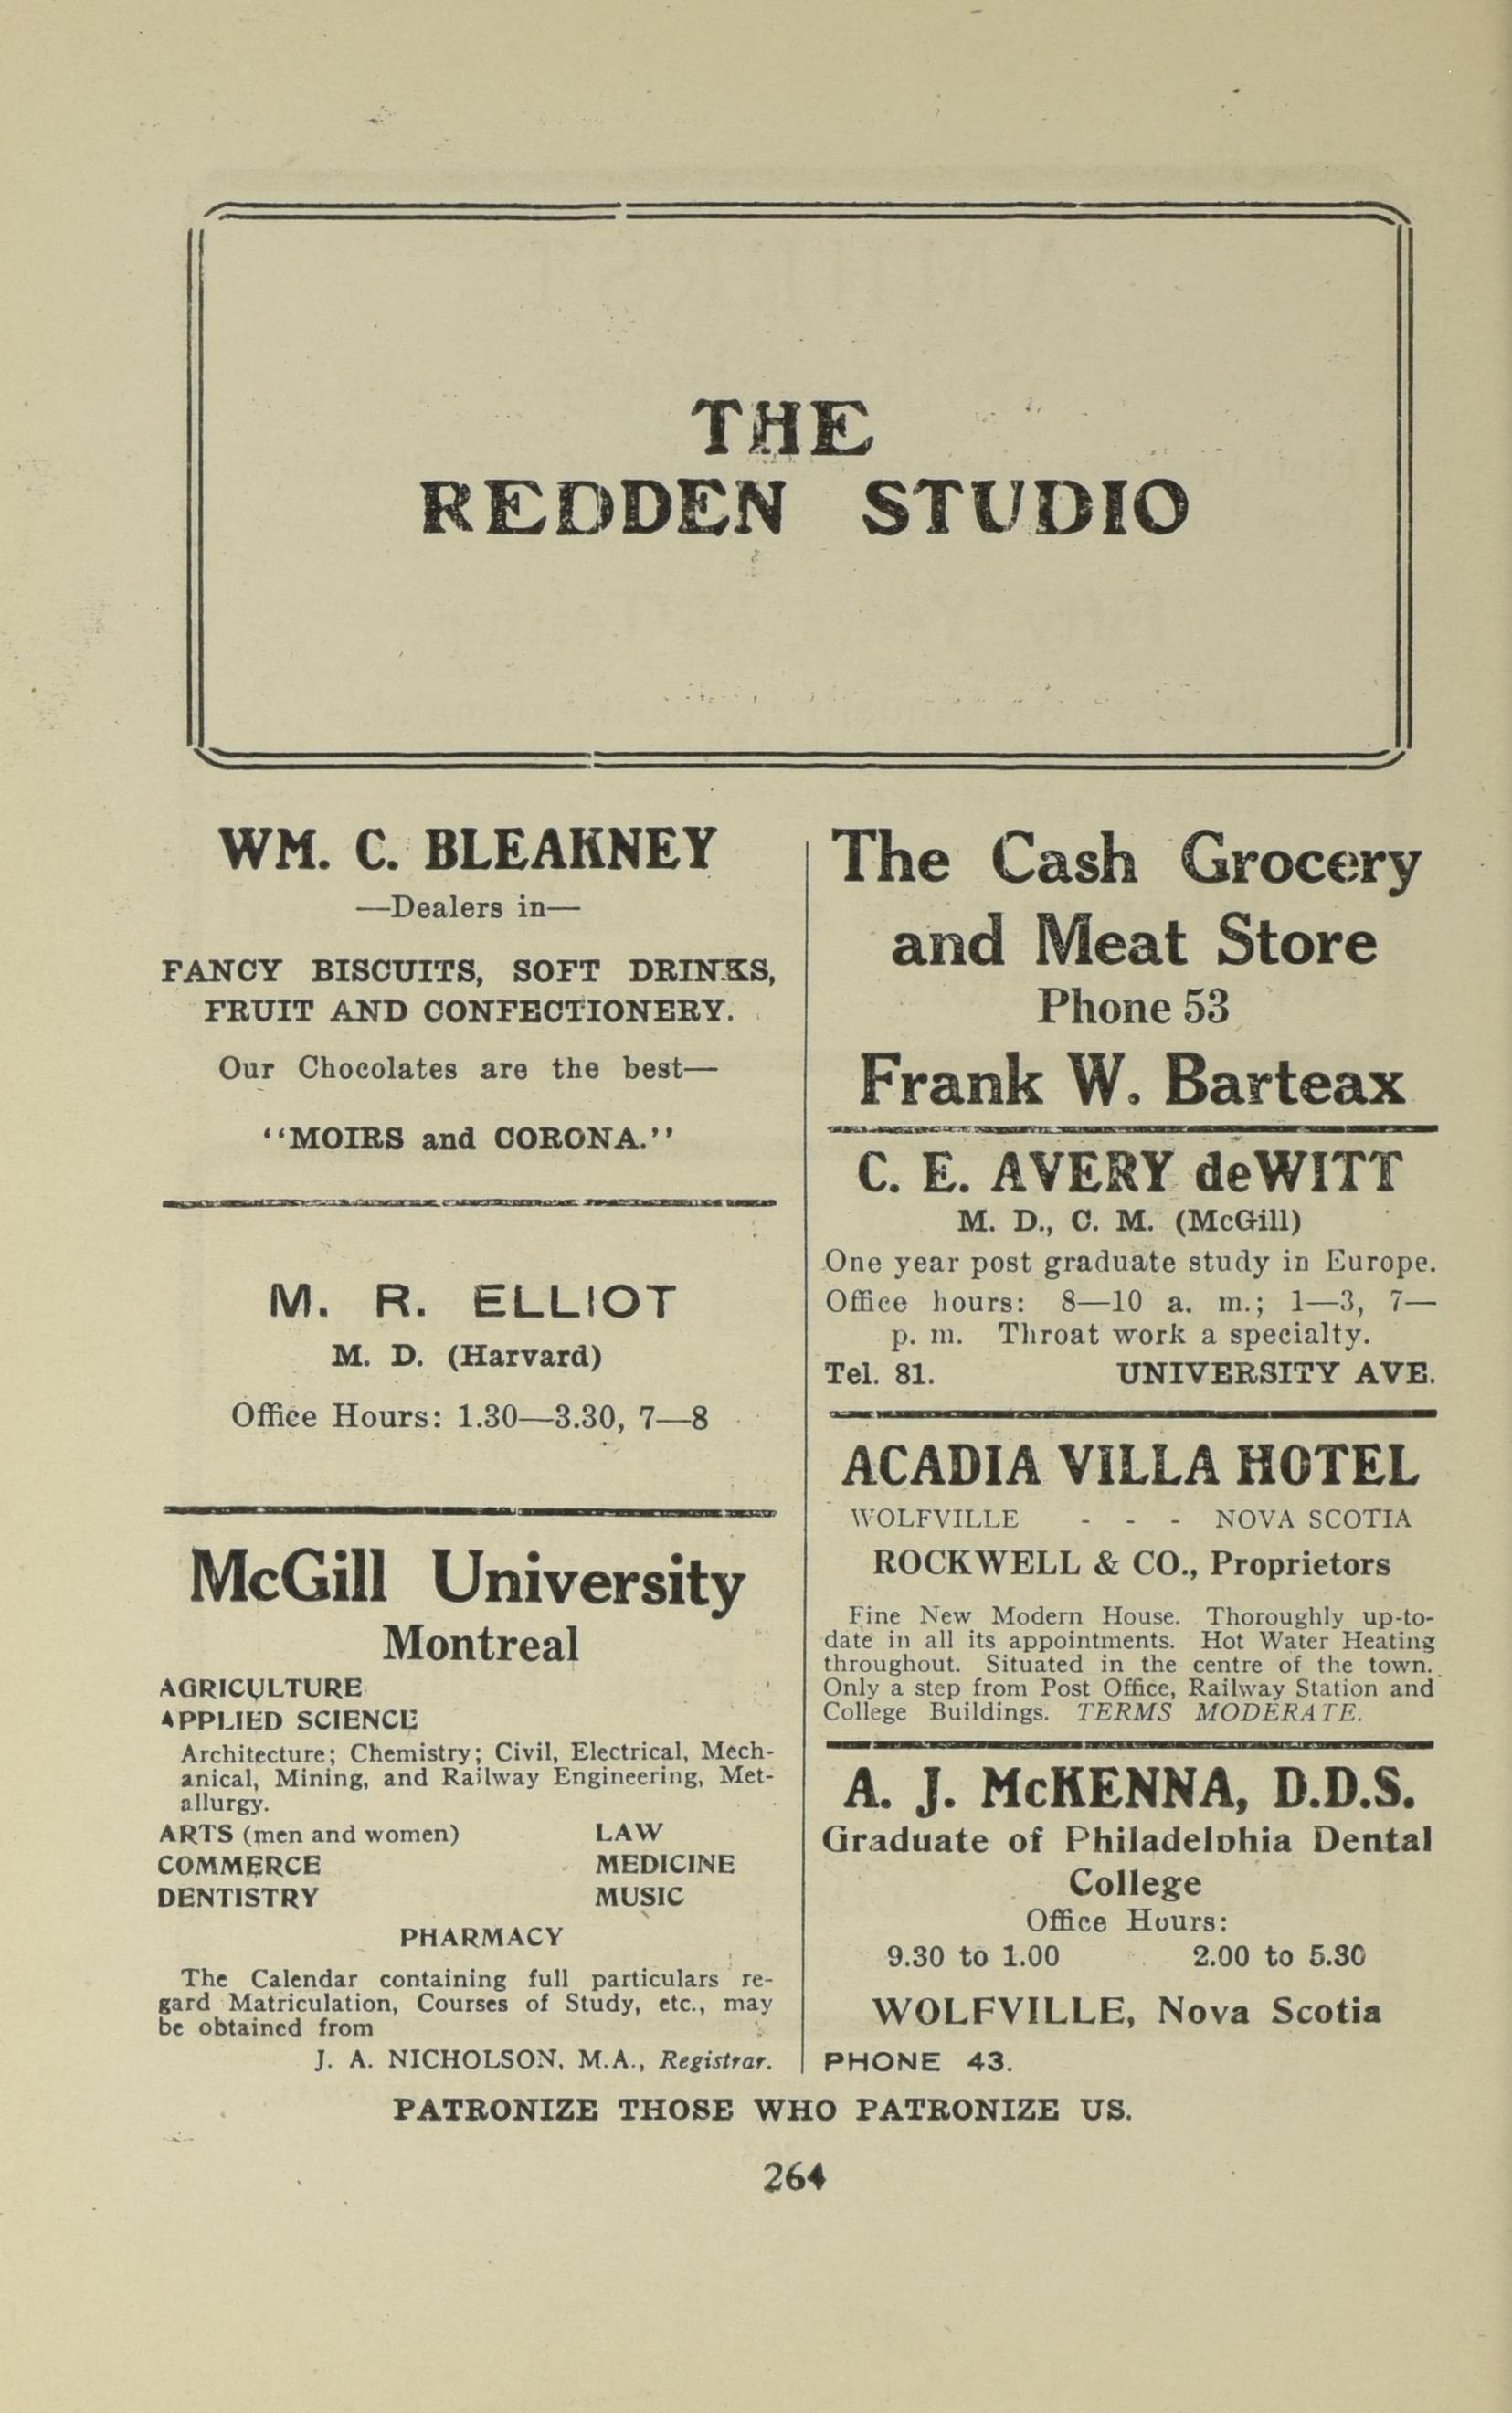 THE
REDDEN STUDIO
WM. C. BLEAKNEY
—Dealers in—
FANCY BISCUITS, SOFT DRINKS,
FRUIT AND CONFECTIONERY.
Our Chocolates are the best—
"MOIRS and CORONA."
M. R. ELLIOT
M. D. (Harvard)
Office Hours: 1.30—3.30, 7—8
McGill University
Montreal
AGRICULTURE
APPLIED SCIENCE
Architecture; Chemistry; Civil, Electrical, Mech-
anical, Mining, and Railway Engineering, Met-
allurgy.
ARTS (men and women) LAW
COMMERCE MEDICINE
DENTISTRY MUSIC
PHARMACY
The Calendar containing full particulars re-
gard Matriculation, Courses of Study, etc., may
be obtained from
J. A. NICHOLSON, M.A., Registrar.
The Cash Grocery
and Meat Store
Phone 53
Frank W. Barteax
C. E. AVERY deWITT
M. D., C. M. (McGill)
One year post graduate study in Europe.
Office hours: 8—10 a. m.; 1—3, 7—
p. m. Throat work a specialty.
Tel. 81. UNIVERSITY AVE.
ACADIA VILLA HOTEL
WOLFVILLE - - - NOVA SCOTIA
ROCKWELL & CO., Proprietors
Fine New Modern House. Thoroughly up-to-
date in all its appointments. Hot Water Heating
throughout. Situated in the centre of the town.
Only a step from Post Office, Railway Station and
College Buildings. TERMS MODERATE.
A. J. McKENNA, D.D.S.
Graduate of Philadelphia Dental
College
Office Hours:
9.30 to 1.00 2.00 to 5.30
WOLFVILLE, Nova Scotia
PHONE 43.
PATRONIZE THOSE WHO PATRONIZE US.
264